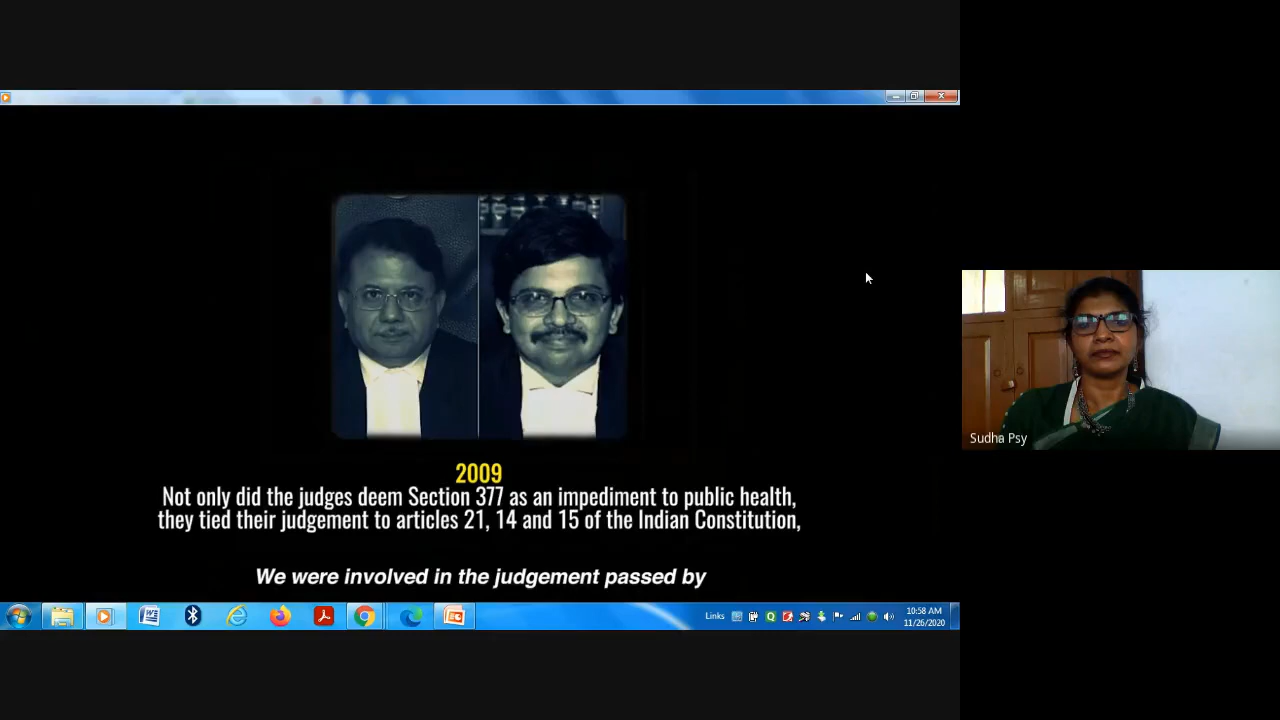 2009
Not only did the judges deem Section 377 as an impediment to public health,
they tied their judgement to articles 21, 14 and 15 of the Indian Constitution,
We were involved in the judgement passed by
Sudha Psy
Links
10:58 AM
11/26/2020